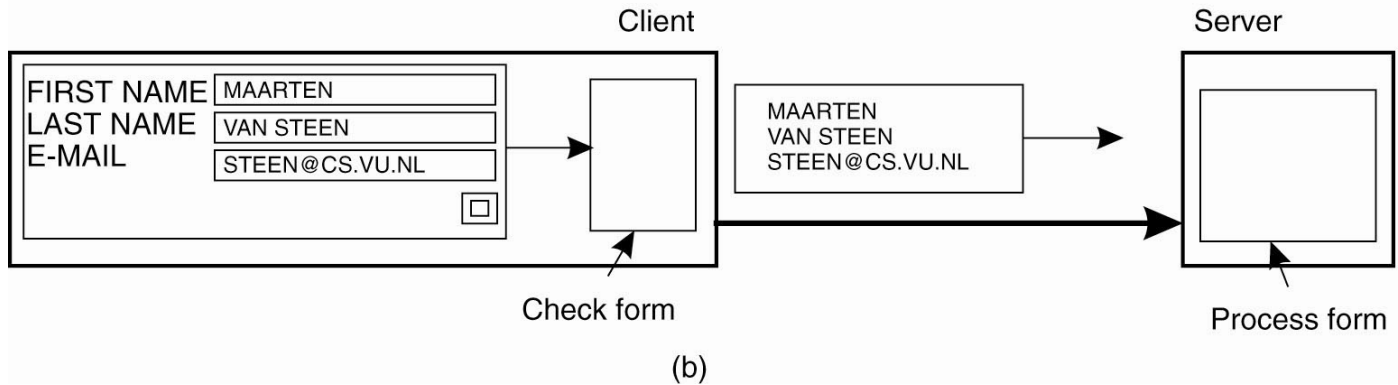 Client
Server
FIRST NAME MAARTEN
LAST NAME VAN STEEN
E-MAIL STEEN@CS.VU.NL
MAARTEN
VAN STEEN
STEEN@CS.VU.NL
Check form
Process form
(b)